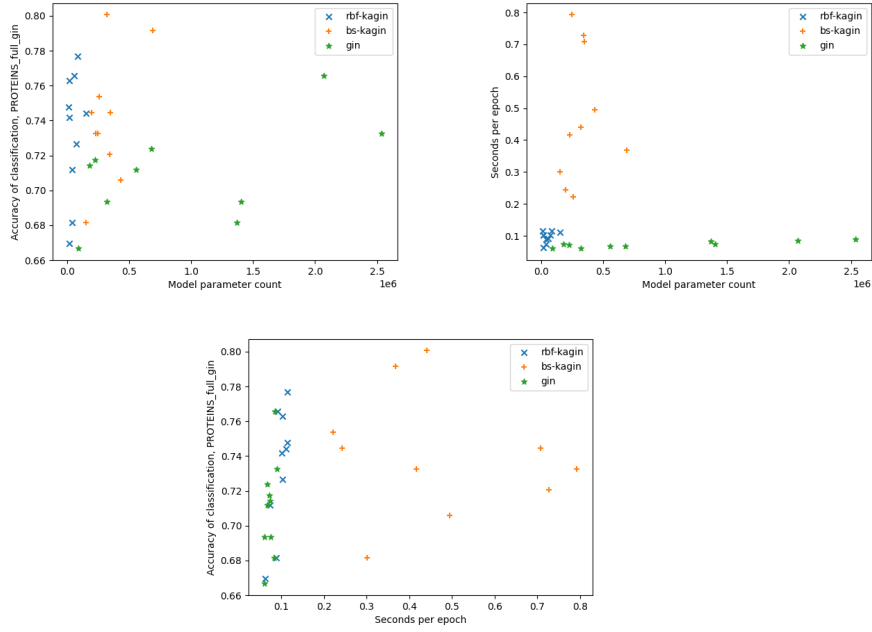 0.80
0.78
0.76
0.74
0.72
0.70
0.68
0.66
Accuracy of classification, PROTEINS_full_gin
rbf-kagin
bs-kagin
gin
0.0 0.5 1.0 1.5 2.0 2.5
1e6
Model parameter count
0.8
0.7
0.6
0.5
0.4
0.3
0.2
0.1
Seconds per epoch
rbf-kagin
bs-kagin
gin
0.0 0.5 1.0 1.5 2.0 2.5
1e6
Model parameter count
0.80
0.78
0.76
0.74
0.72
0.70
0.68
0.66
Accuracy of classification, PROTEINS_full_gin
rbf-kagin
bs-kagin
gin
0.1 0.2 0.3 0.4 0.5 0.6 0.7 0.8
Seconds per epoch